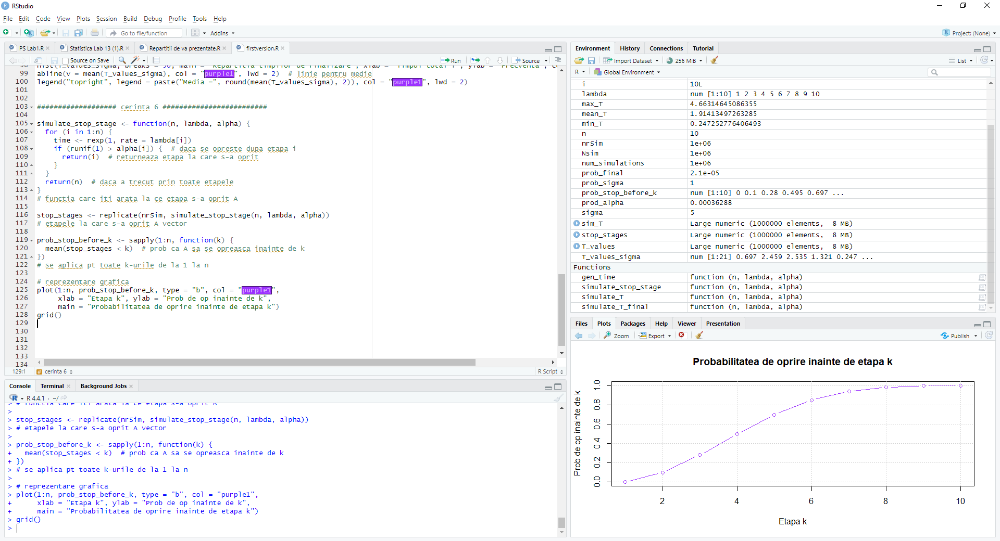 RStudio
File Edit Code View Plots Session Build Debug Profile Tools Help
Go to file/function Addins Project: (None)
PS Lab1.R Statistica Lab 13 (1).R Repartitii de va prezentate.R firstversion.R
Source on Save Run Source
99 abline(v = mean(T_values_sigma), col = "purple1", lwd = 2)  # linie pentru medie
100 legend("topright", legend = paste("Media =", round(mean(T_values_sigma), 2)), col = "purple1", lwd = 2)
101
102
103 ################### cerinta 6 #########################
104
105 simulate_stop_stage <- function(n, lambda, alpha) {
106   for (i in 1:n) {
107     time <- rexp(1, rate = lambda[i])
108     if (runif(1) > alpha[i]) {  # daca se opreste dupa etapa i
109       return(i)  # returneaza etapa la care s-a oprit
110     }
111   }
112   return(n)  # daca a trecut prin toate etapele
113 }
114 # functia care iti arata la ce etapa s-a oprit A
115
116 stop_stages <- replicate(nrSim, simulate_stop_stage(n, lambda, alpha))
117 # etapele la care s-a oprit A vector
118
119 prob_stop_before_k <- sapply(1:n, function(k) {
120   mean(stop_stages < k)  # prob ca A sa se opreasca inainte de k
121 })
122 # se aplica pt toate k-urile de la 1 la n
123
124 # reprezentare grafica
125 plot(1:n, prob_stop_before_k, type = "b", col = "purple1",
126      xlab = "Etapa k", ylab = "Prob de op inainte de k",
127      main = "Probabilitatea de oprire inainte de etapa k")
128 grid()
129
130
131
132
133
134
129:1 cerinta 6 R Script
Console Terminal Background Jobs
R 4.4.1 · ~/
> # functia care iti arata la ce etapa s-a oprit A
>
> stop_stages <- replicate(nrSim, simulate_stop_stage(n, lambda, alpha))
> # etapele la care s-a oprit A vector
>
> prob_stop_before_k <- sapply(1:n, function(k) {
+   mean(stop_stages < k)  # prob ca A sa se opreasca inainte de k
+ })
> # se aplica pt toate k-urile de la 1 la n
>
> # reprezentare grafica
> plot(1:n, prob_stop_before_k, type = "b", col = "purple1",
+      xlab = "Etapa k", ylab = "Prob de op inainte de k",
+      main = "Probabilitatea de oprire inainte de etapa k")
> grid()
>
Environment History Connections Tutorial
Import Dataset 256 MiB List
R Global Environment
i 10L
lambda num [1:10] 1 2 3 4 5 6 7 8 9 10
max_T 4.66314645086355
mean_T 1.91413497263285
min_T 0.247252776406493
n 10
nrSim 1e+06
Nsim 1e+06
num_simulations 1e+06
prob_final 2.1e-05
prob_sigma 1
prob_stop_before_k num [1:10] 0 0.1 0.28 0.495 0.697 ...
prod_alpha 0.00036288
sigma 5
sim_T Large numeric (1000000 elements,  8 MB)
stop_stages Large numeric (1000000 elements,  8 MB)
T_values Large numeric (1000000 elements,  8 MB)
T_values_sigma num [1:21] 0.697 2.459 2.535 1.321 0.247 ...
Functions
gen_time function (n, lambda, alpha)
simulate_stop_stage function (n, lambda, alpha)
simulate_T function (n, lambda, alpha)
simulate_T_final function (n, lambda, alpha)
Files Plots Packages Help Viewer Presentation
Zoom Export Publish
Probabilitatea de oprire inainte de etapa k
Prob de op inainte de k
0.0 0.2 0.4 0.6 0.8 1.0
2 4 6 8 10
Etapa k